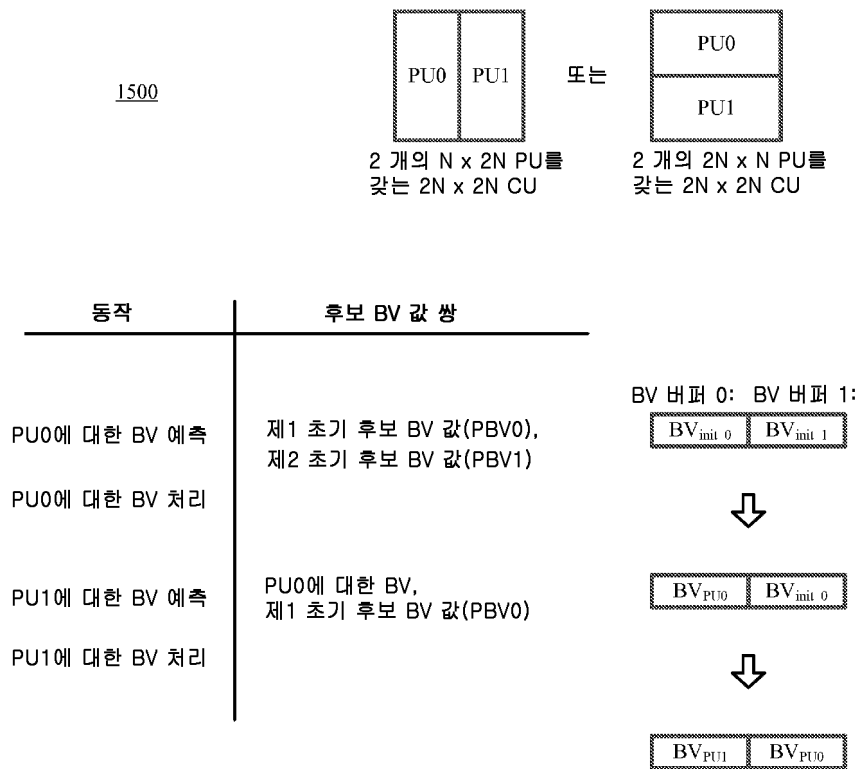 1500
PU0 PU1
또는
PU0
PU1
2 개의 N x 2N PU를
갖는 2N x 2N CU
2 개의 2N x N PU를
갖는 2N x 2N CU
동작
후보 BV 값 쌍
BV 버퍼 0: BV 버퍼 1:
PU0에 대한 BV 예측
제1 초기 후보 BV 값(PBV0),
제2 초기 후보 BV 값(PBV1)
BVinit_0 BVinit_1
PU0에 대한 BV 처리
PU1에 대한 BV 예측
PU0에 대한 BV,
제1 초기 후보 BV 값(PBV0)
BVPU0 BVinit_0
PU1에 대한 BV 처리
BVPU1 BVPU0